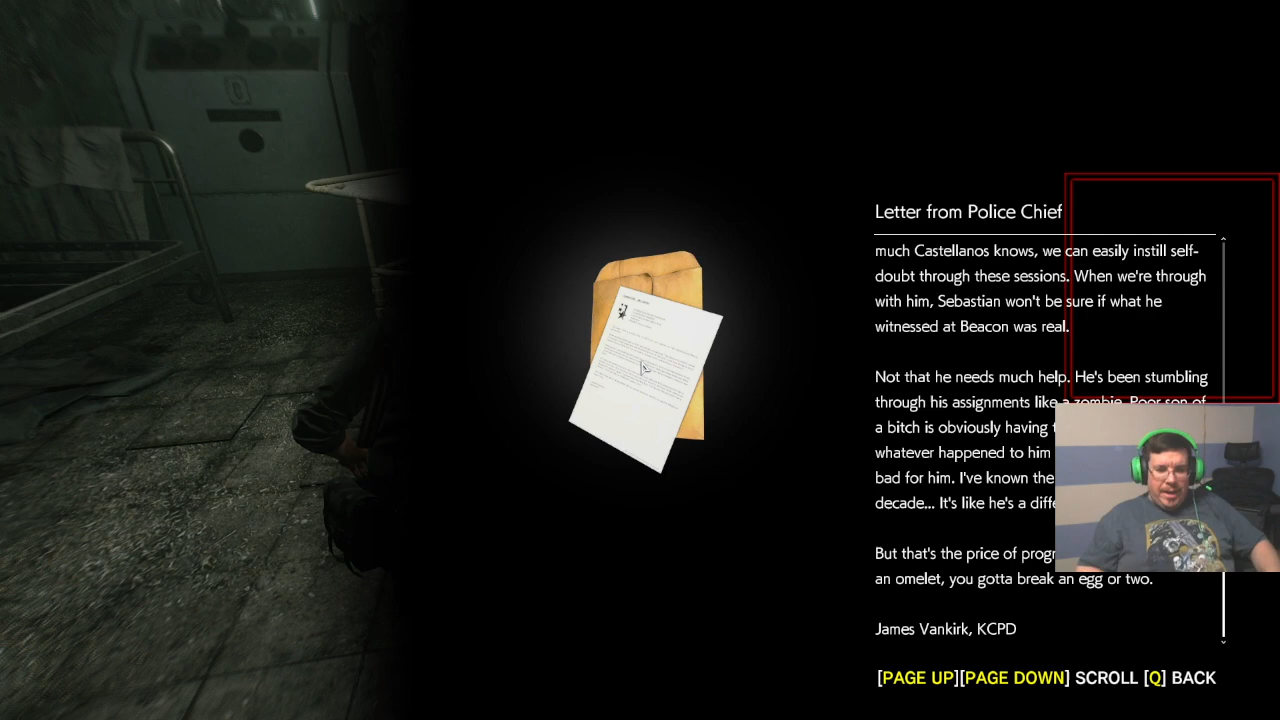 Letter from Police Chief
much Castellanos knows, we can easily instill self-
doubt through these sessions. When we're through
with him, Sebastian won't be sure if what he
witnessed at Beacon was real.
Not that he needs much help. He's been stumbling
through his assignments like a zombie. Poor son of
a bitch is obviously having
whatever happened to him
bad for him. I've known the
decade... It's like he's a
But that's the price of
an omelet, you gotta break an egg or two.
James Vankirk, KCPD
[PAGE UP][PAGE DOWN] SCROLL [Q] BACK